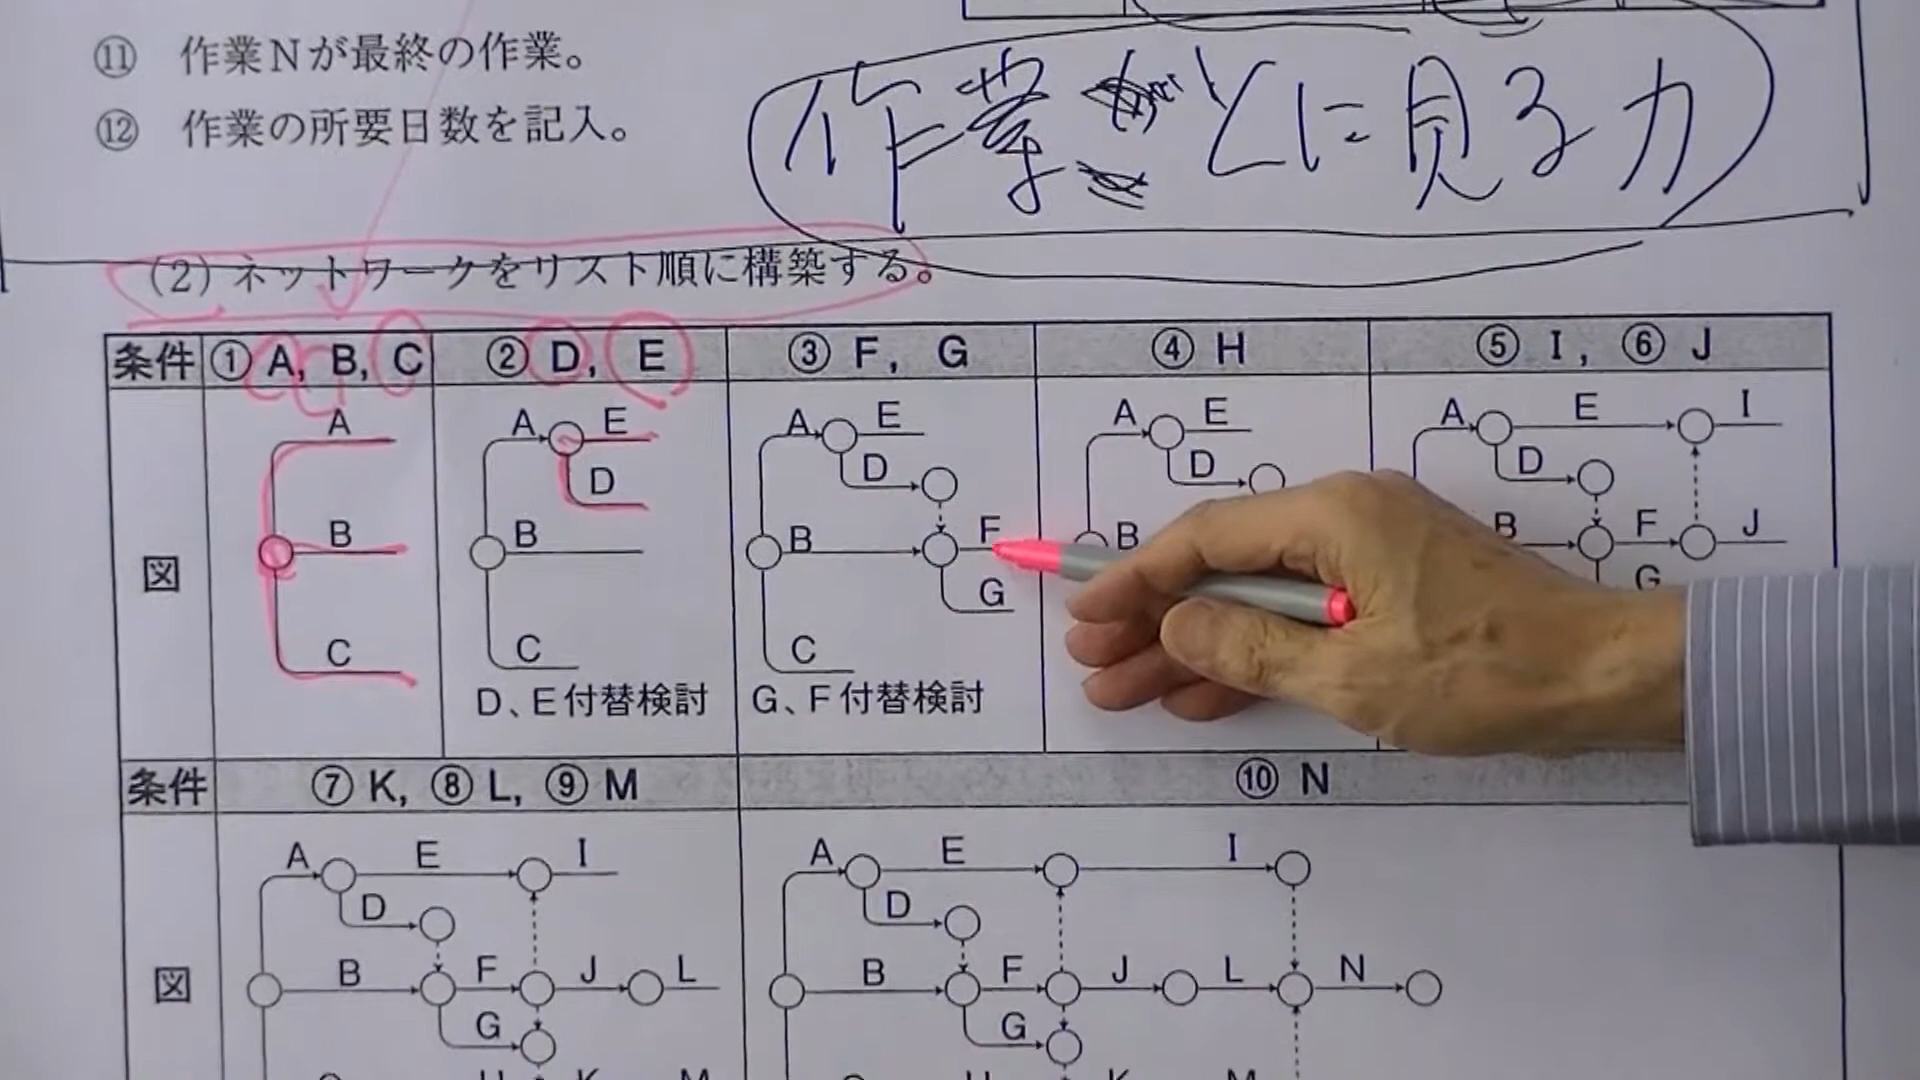 ⑪ 作業Nが最終の作業。
⑫ 作業の所要日数を記入。
作業ごとに見る力
(2) ネットワークをリスト順に構築する。
条件 ① A, B, C ② D, E ③ F, G ④ H ⑤ I, ⑥ J
図
A
B
C
A E
D
B
C
D、E付替検討
A E
D
B F
G
C
G、F付替検討
A E
D
B
A E I
D
B F J
G
条件 ⑦ K, ⑧ L, ⑨ M ⑩ N
図
A E I
D
B F J L
G
K M
A E I
D
B F J L N
G
K M